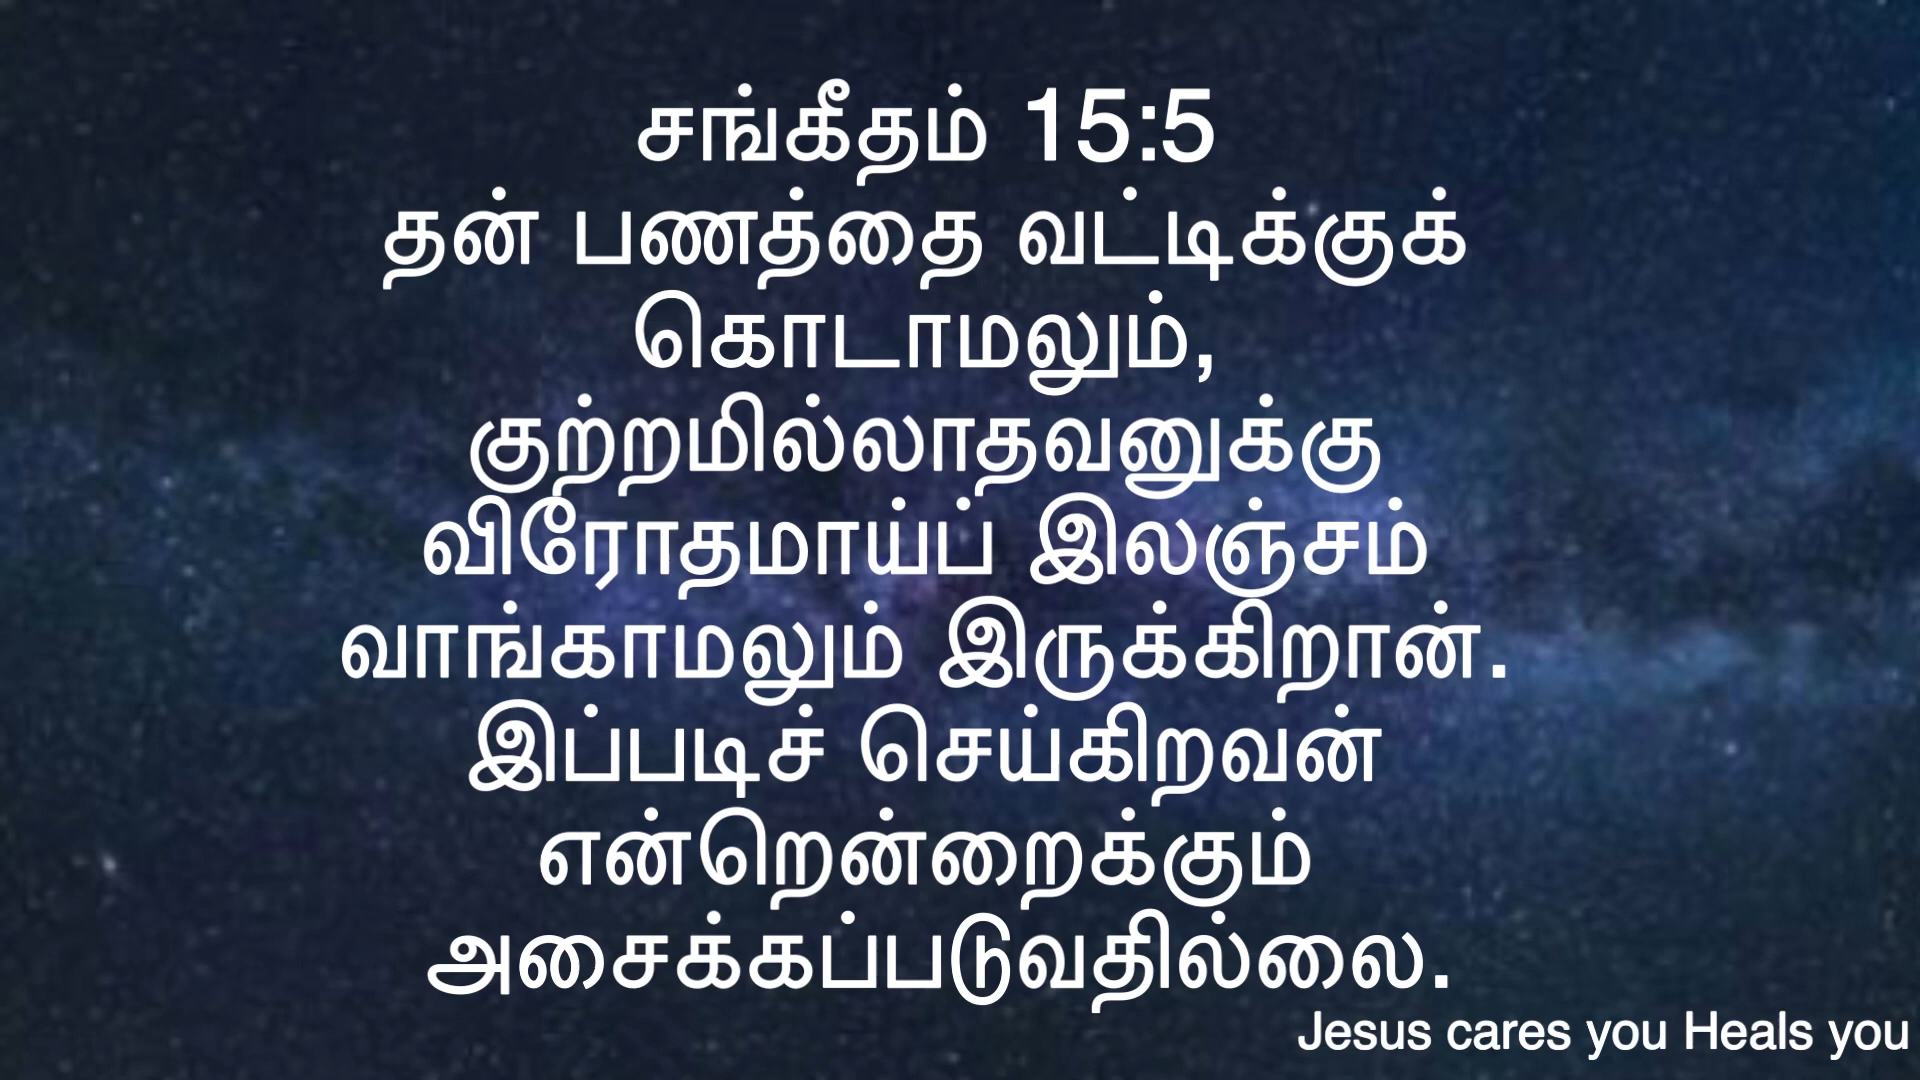 சங்கீதம் 15:5
தன் பணத்தை வட்டிக்குக்
கொடாமலும்,
குற்றமில்லாதவனுக்கு
விரோதமாய்ப் இலஞ்சம்
வாங்காமலும் இருக்கிறான்.
இப்படிச் செய்கிறவன்
என்றென்றைக்கும்
அசைக்கப்படுவதில்லை.
Jesus cares you Heals you